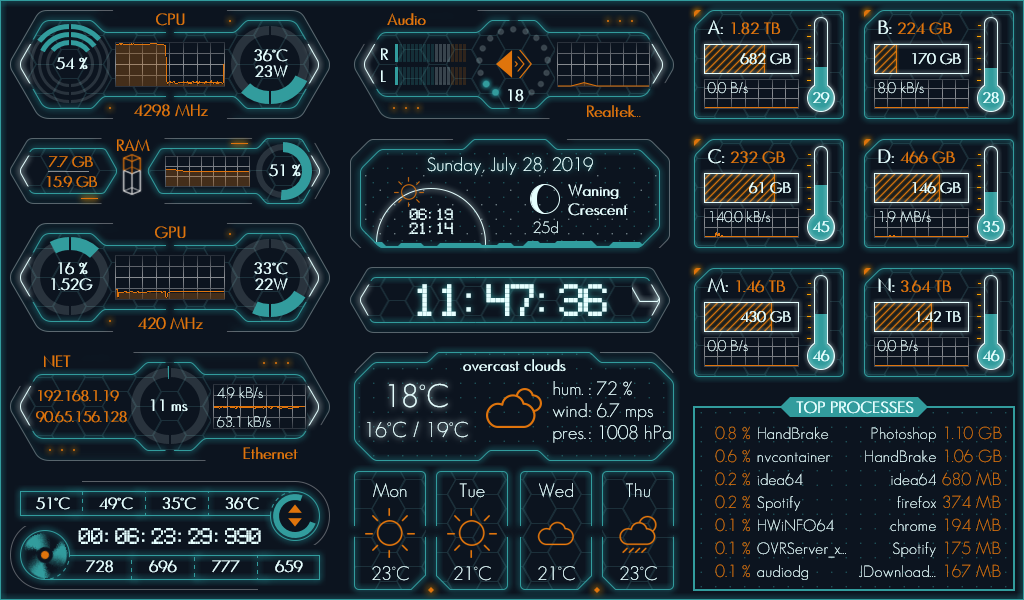 CPU
54 %
36°C
23W
4298 MHz
RAM
7.7 GB
15.9 GB
51 %
GPU
16 %
1.52G
33°C
22W
420 MHz
NET
192.168.1.19
90.65.156.128
11 ms
4.9 kB/s
63.1 kB/s
Ethernet
51°C 49°C 35°C 36°C
00:06:23:29:990
728 696 777 659
Audio
R
L
18
Realtek...
Sunday, July 28, 2019
06:19
21:14
Waning
Crescent
25d
11:47:36
overcast clouds
18°C
16°C / 19°C
hum.: 72 %
wind: 6.7 mps
pres.: 1008 hPa
Mon
23°C
Tue
21°C
Wed
21°C
Thu
23°C
A: 1.82 TB
682 GB
0.0 B/s
29
B: 224 GB
170 GB
8.0 kB/s
28
C: 232 GB
61 GB
140.0 kB/s
45
D: 466 GB
146 GB
1.9 MB/s
35
M: 1.46 TB
430 GB
0.0 B/s
46
N: 3.64 TB
1.42 TB
0.0 B/s
46
TOP PROCESSES
0.8 % HandBrake Photoshop 1.10 GB
0.6 % nvcontainer HandBrake 1.06 GB
0.2 % idea64 idea64 680 MB
0.2 % Spotify firefox 374 MB
0.1 % HWiNFO64 chrome 194 MB
0.1 % OVRServer_x... Spotify 175 MB
0.1 % audiodg JDownload... 167 MB